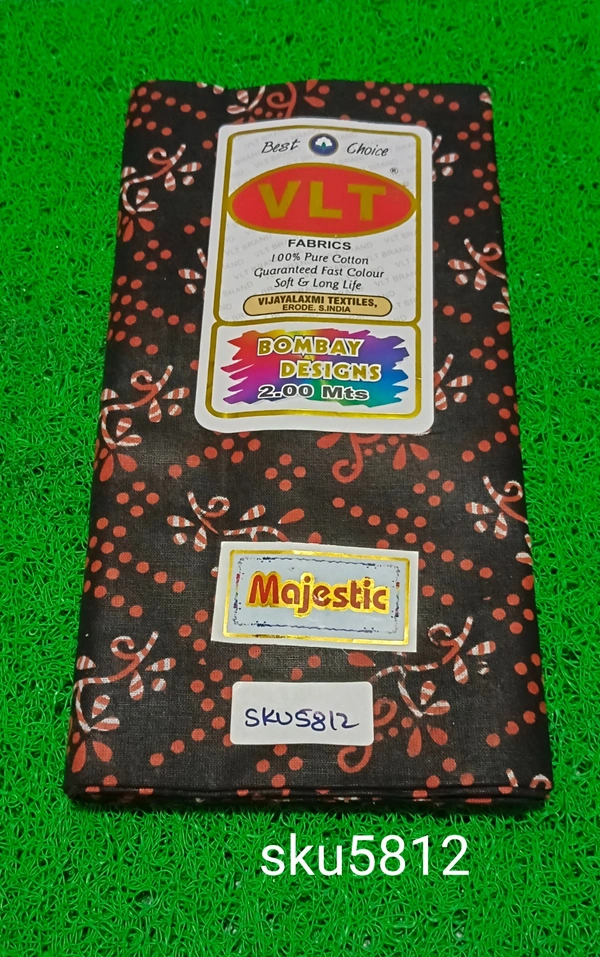 Best Choice
VLT ®
FABRICS
100% Pure Cotton
Guaranteed Fast Colour
Soft & Long Life
VIJAYALAXMI TEXTILES,
ERODE. S.INDIA
BOMBAY
DESIGNS
2.00 Mts
Majestic
SKU5812
sku5812